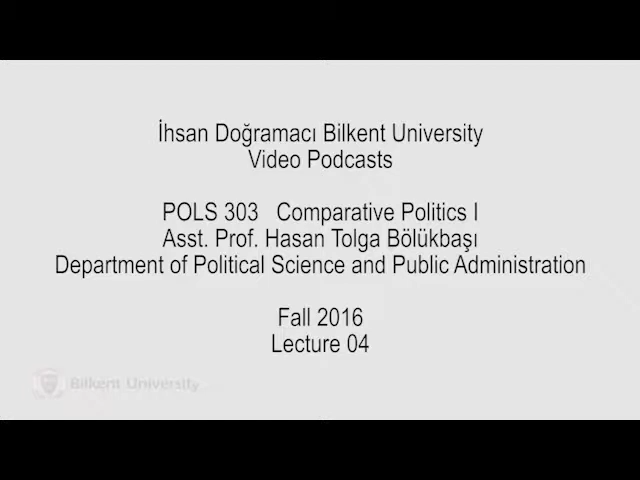 İhsan Doğramacı Bilkent University
Video Podcasts
POLS 303 Comparative Politics I
Asst. Prof. Hasan Tolga Bölükbaşı
Department of Political Science and Public Administration
Fall 2016
Lecture 04
Bilkent University